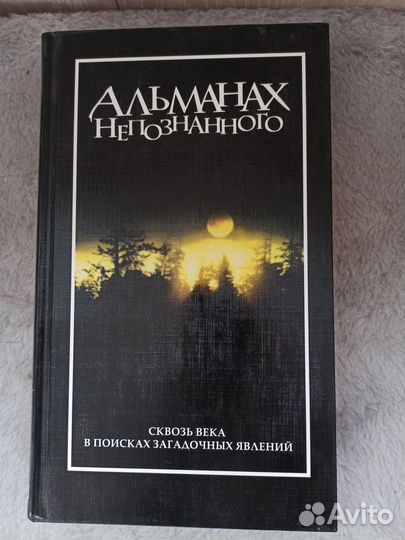 АЛЬМАНАХ
НЕПОЗНАННОГО
СКВОЗЬ ВЕКА
В ПОИСКАХ ЗАГАДОЧНЫХ ЯВЛЕНИЙ
Avito